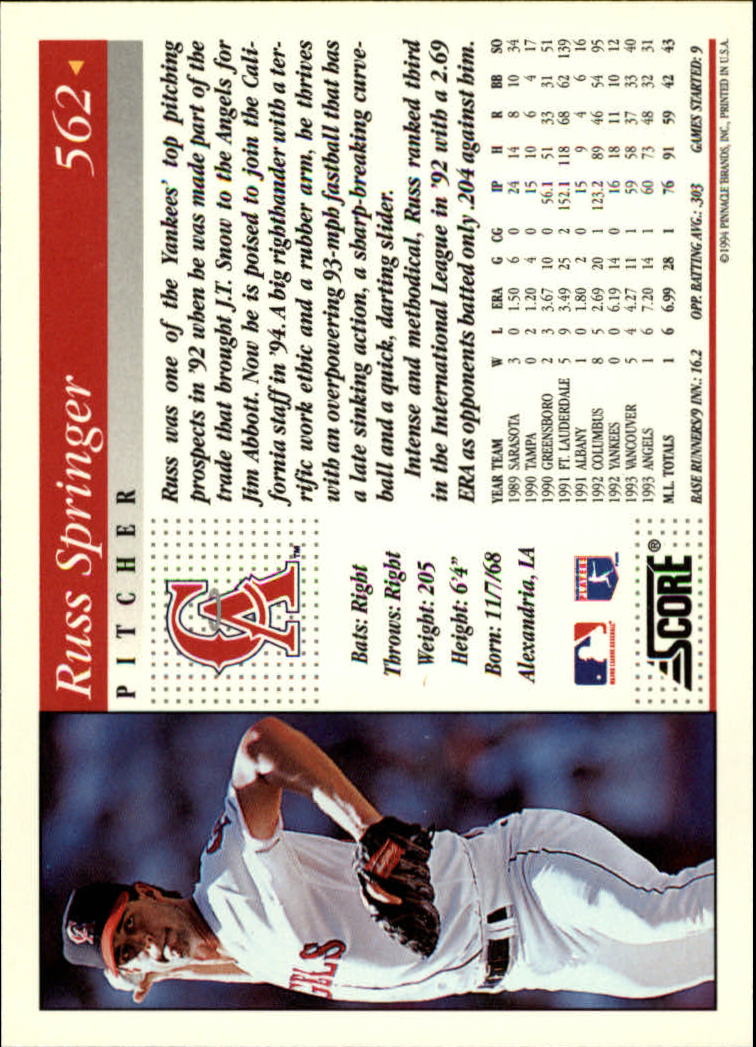 Russ Springer 562
PITCHER
CA
™
Bats: Right
Throws: Right
Weight: 205
Height: 6'4"
Born: 11/7/68
Alexandria, LA
MAJOR LEAGUE BASEBALL
PLAYERS
SCORE®
Russ was one of the Yankees' top pitching
prospects in '92 when he was made part of the
trade that brought J.T. Snow to the Angels for
Jim Abbott. Now he is poised to join the Cali-
fornia staff in '94. A big righthander with a ter-
rific work ethic and a rubber arm, he thrives
with an overpowering 93-mph fastball that has
a late sinking action, a sharp-breaking curve-
ball and a quick, darting slider.
Intense and methodical, Russ ranked third
in the International League in '92 with a 2.69
ERA as opponents batted only .204 against him.
YEAR TEAM W L ERA G CG IP H R BB SO
1989 SARASOTA 3 0 1.50 6 0 24 14 8 10 34
1990 TAMPA 0 2 1.20 4 0 15 10 6 4 17
1990 GREENSBORO 2 3 3.67 10 0 56.1 51 33 31 51
1991 FT. LAUDERDALE 5 9 3.49 25 2 152.1 118 68 62 139
1991 ALBANY 1 0 1.80 2 0 15 9 4 6 16
1992 COLUMBUS 8 5 2.69 20 1 123.2 89 46 54 95
1992 YANKEES 0 0 6.19 14 0 16 18 11 10 12
1993 VANCOUVER 5 4 4.27 11 1 59 58 37 33 40
1993 ANGELS 1 6 7.20 14 1 60 73 48 32 31
M.L. TOTALS 1 6 6.99 28 1 76 91 59 42 43
BASE RUNNERS/9 INN.: 16.2 OPP. BATTING AVG.: .303 GAMES STARTED: 9
©1994 PINNACLE BRANDS, INC., PRINTED IN U.S.A.
CA
GELS